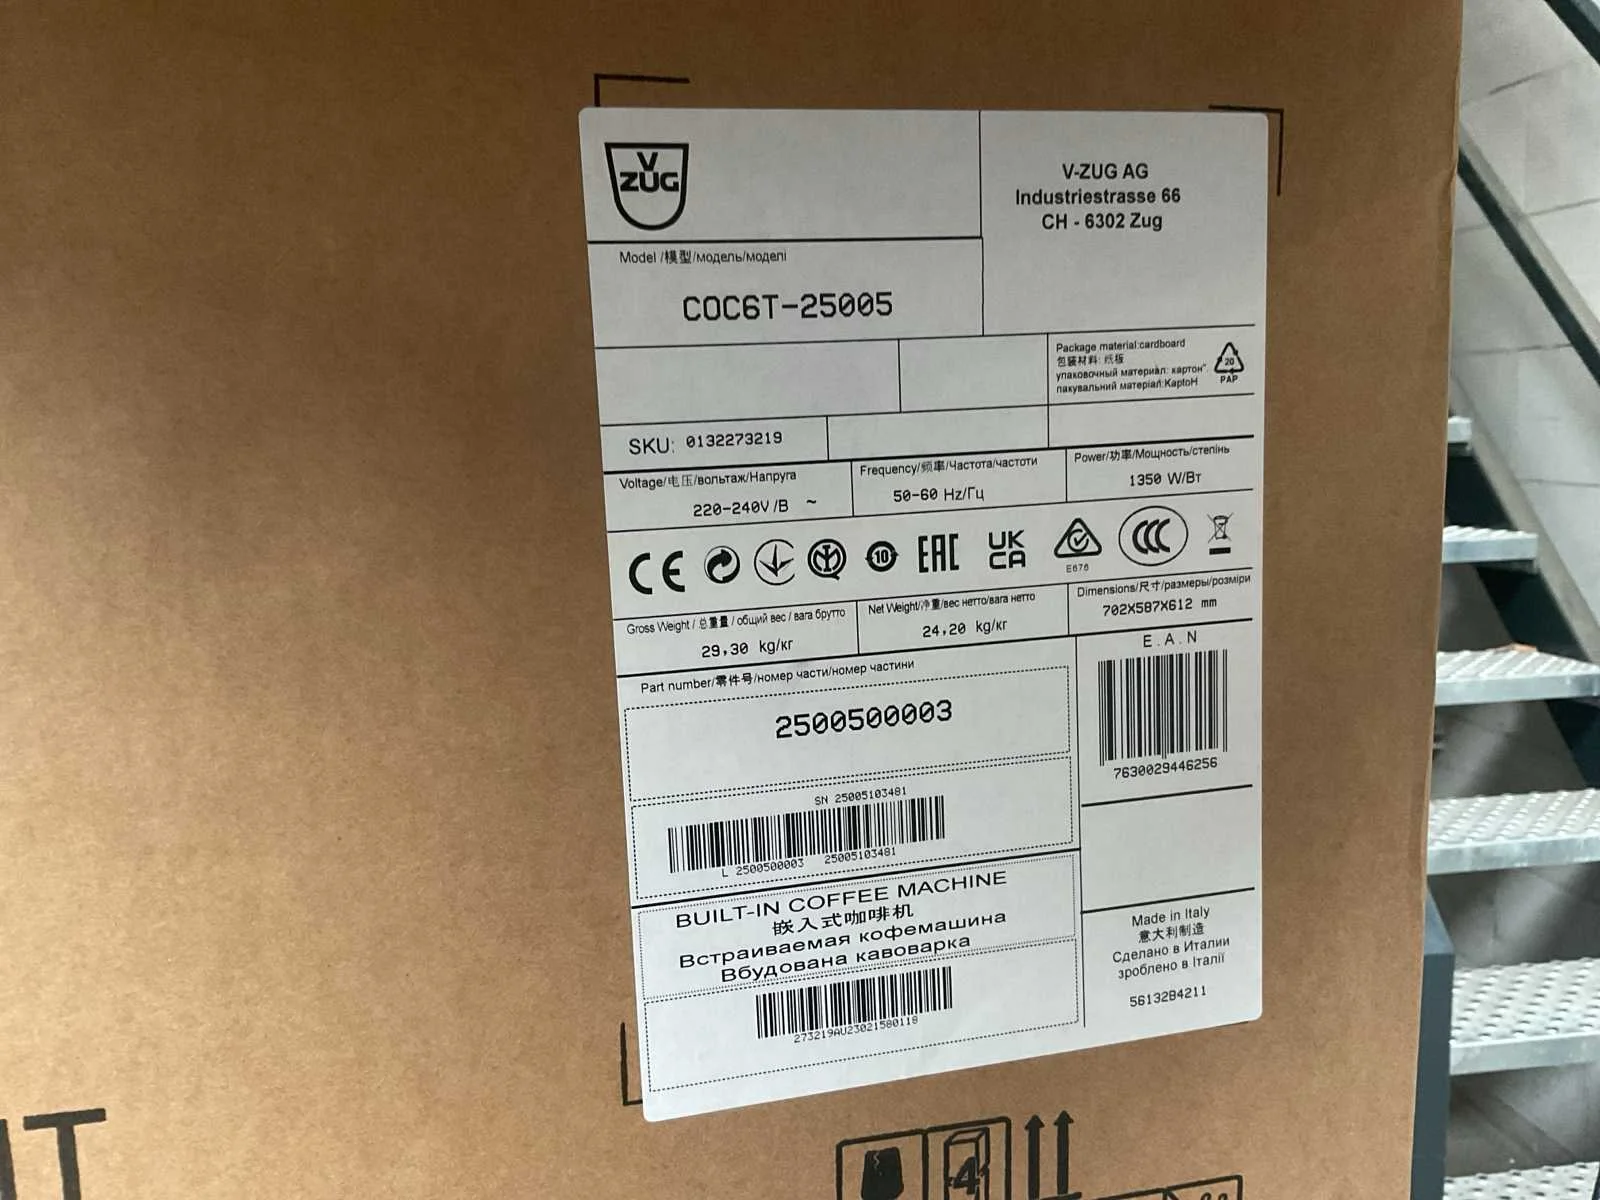 V
ZUG
V-ZUG AG
Industriestrasse 66
CH - 6302 Zug
Model /模型/модель/моделі
COC6T-25005
Package material:cardboard
包装材料: 纸板
упаковочный материал: картон"
пакувальний матеріал:KaptoH
20
PAP
SKU: 0132273219
Voltage/电压/вольтаж/Напруга
220-240V /B ~
Frequency/频率/Частота/частоти
50-60 Hz/Гц
Power/功率/Мощность/степінь
1350 W/Вт
CE
10
EAC
UK
CA
E676
CCC
Gross Weight / 总重量 / общий вес / вага брутто
29,30 kg/кг
Net Weight/净重/вес нетто/вага нетто
24,20 kg/кг
Dimensions/尺寸/размеры/розміри
702X587X612 mm
Part number/零件号/номер части/номер частини
2500500003
E.A.N
7630029446256
SN 25005103481
L 2500500003 25005103481
BUILT-IN COFFEE MACHINE
嵌入式咖啡机
Встраиваемая кофемашина
Вбудована кавоварка
273219AU23021580118
Made in Italy
意大利制造
Сделано в Италии
зроблено в Італії
5613284211
IT
4